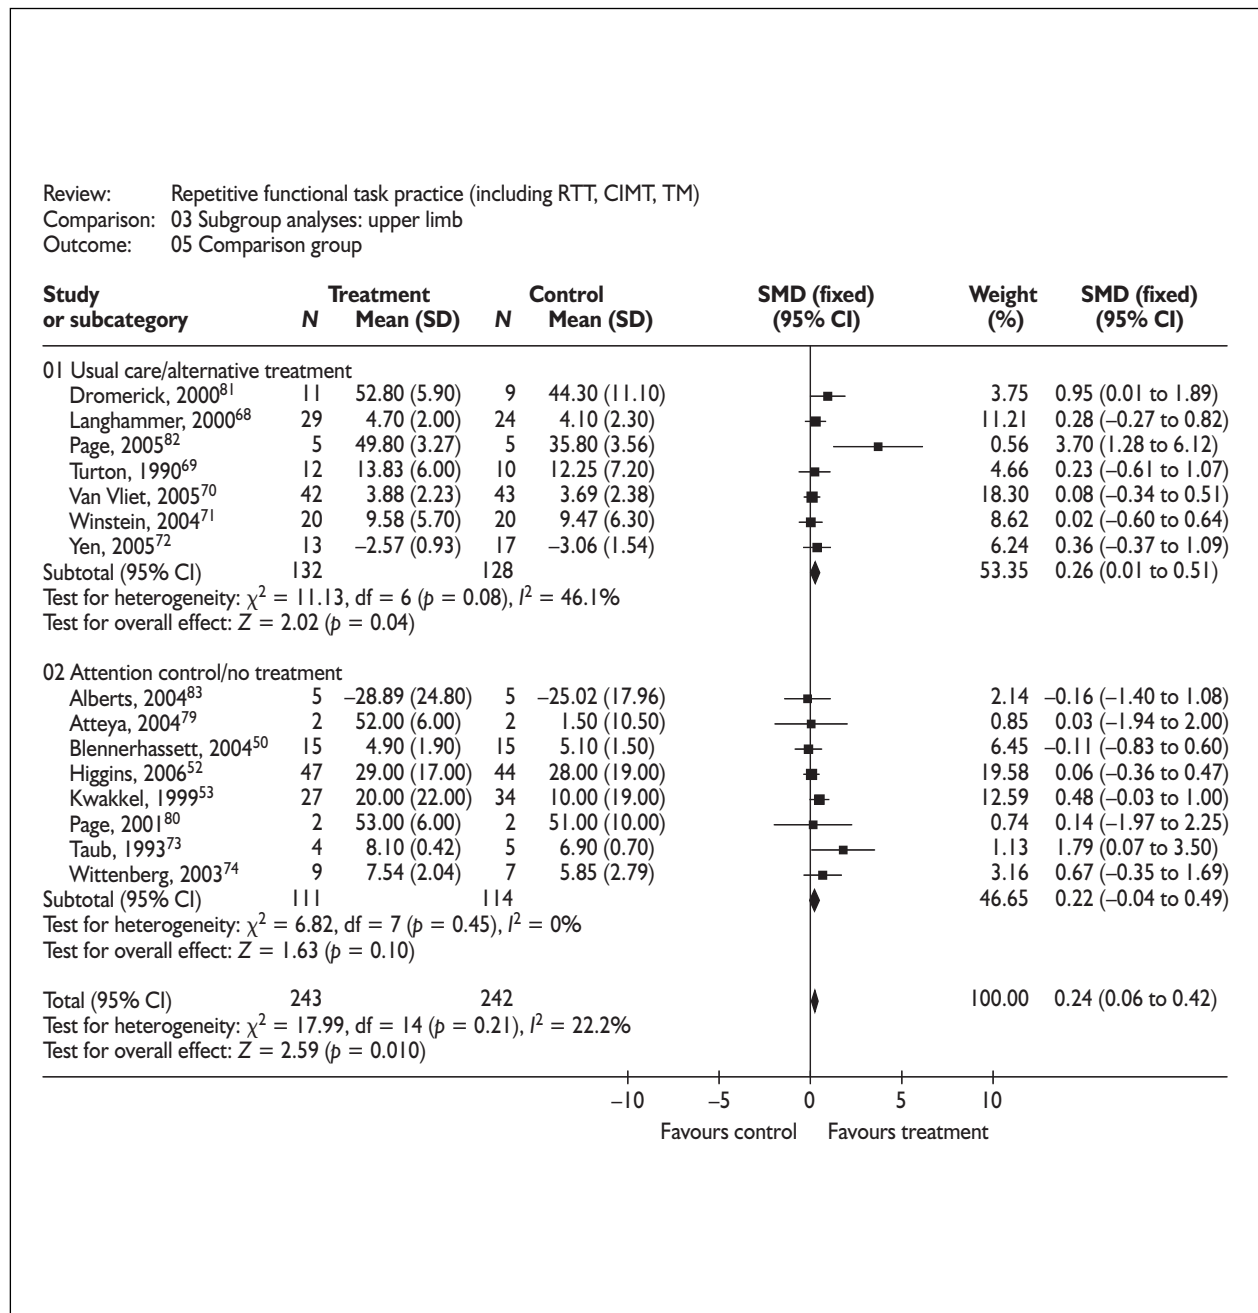 Review: Repetitive functional task practice (including RTT, CIMT, TM)
Comparison: 03 Subgroup analyses: upper limb
Outcome: 05 Comparison group
Study Treatment Control SMD (fixed) Weight SMD (fixed)
or subcategory N Mean (SD) N Mean (SD) (95% CI) (%) (95% CI)
01 Usual care/alternative treatment
Dromerick, 2000⁸¹ 11 52.80 (5.90) 9 44.30 (11.10) 3.75 0.95 (0.01 to 1.89)
Langhammer, 2000⁶⁸ 29 4.70 (2.00) 24 4.10 (2.30) 11.21 0.28 (–0.27 to 0.82)
Page, 2005⁸² 5 49.80 (3.27) 5 35.80 (3.56) 0.56 3.70 (1.28 to 6.12)
Turton, 1990⁶⁹ 12 13.83 (6.00) 10 12.25 (7.20) 4.66 0.23 (–0.61 to 1.07)
Van Vliet, 2005⁷⁰ 42 3.88 (2.23) 43 3.69 (2.38) 18.30 0.08 (–0.34 to 0.51)
Winstein, 2004⁷¹ 20 9.58 (5.70) 20 9.47 (6.30) 8.62 0.02 (–0.60 to 0.64)
Yen, 2005⁷² 13 –2.57 (0.93) 17 –3.06 (1.54) 6.24 0.36 (–0.37 to 1.09)
Subtotal (95% CI) 132 128 53.35 0.26 (0.01 to 0.51)
Test for heterogeneity: χ² = 11.13, df = 6 (p = 0.08), I² = 46.1%
Test for overall effect: Z = 2.02 (p = 0.04)
02 Attention control/no treatment
Alberts, 2004⁸³ 5 –28.89 (24.80) 5 –25.02 (17.96) 2.14 –0.16 (–1.40 to 1.08)
Atteya, 2004⁷⁹ 2 52.00 (6.00) 2 1.50 (10.50) 0.85 0.03 (–1.94 to 2.00)
Blennerhassett, 2004⁵⁰ 15 4.90 (1.90) 15 5.10 (1.50) 6.45 –0.11 (–0.83 to 0.60)
Higgins, 2006⁵² 47 29.00 (17.00) 44 28.00 (19.00) 19.58 0.06 (–0.36 to 0.47)
Kwakkel, 1999⁵³ 27 20.00 (22.00) 34 10.00 (19.00) 12.59 0.48 (–0.03 to 1.00)
Page, 2001⁸⁰ 2 53.00 (6.00) 2 51.00 (10.00) 0.74 0.14 (–1.97 to 2.25)
Taub, 1993⁷³ 4 8.10 (0.42) 5 6.90 (0.70) 1.13 1.79 (0.07 to 3.50)
Wittenberg, 2003⁷⁴ 9 7.54 (2.04) 7 5.85 (2.79) 3.16 0.67 (–0.35 to 1.69)
Subtotal (95% CI) 111 114 46.65 0.22 (–0.04 to 0.49)
Test for heterogeneity: χ² = 6.82, df = 7 (p = 0.45), I² = 0%
Test for overall effect: Z = 1.63 (p = 0.10)
Total (95% CI) 243 242 100.00 0.24 (0.06 to 0.42)
Test for heterogeneity: χ² = 17.99, df = 14 (p = 0.21), I² = 22.2%
Test for overall effect: Z = 2.59 (p = 0.010)
–10 –5 0 5 10
Favours control Favours treatment